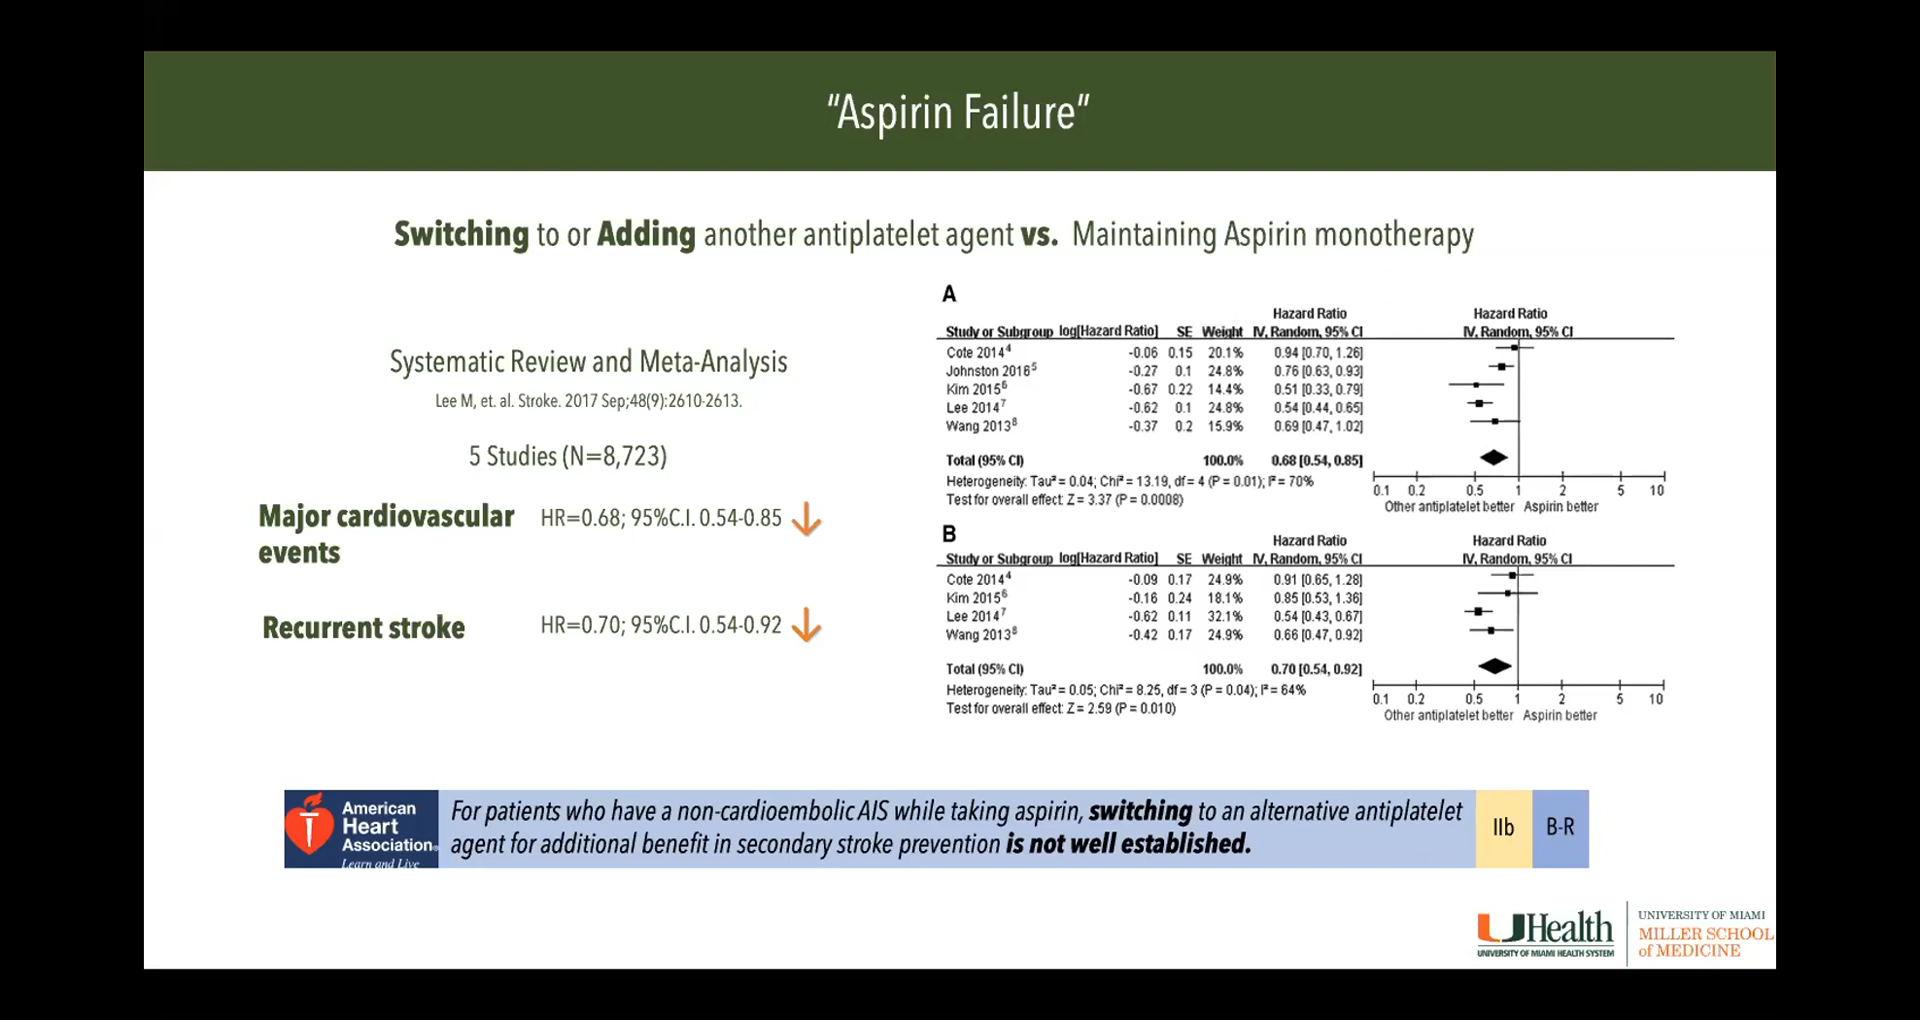 “Aspirin Failure”
Switching to or Adding another antiplatelet agent vs. Maintaining Aspirin monotherapy
Systematic Review and Meta-Analysis
Lee M, et. al. Stroke. 2017 Sep;48(9):2610-2613.
5 Studies (N=8,723)
Major cardiovascular events HR=0.68; 95%C.I. 0.54-0.85
Recurrent stroke HR=0.70; 95%C.I. 0.54-0.92
A
Hazard Ratio Hazard Ratio
Study or Subgroup log[Hazard Ratio] SE Weight IV, Random, 95% CI IV, Random, 95% CI
Cote 2014⁴ -0.06 0.15 20.1% 0.94 [0.70, 1.26]
Johnston 2016⁵ -0.27 0.1 24.8% 0.76 [0.63, 0.93]
Kim 2015⁶ -0.67 0.22 14.4% 0.51 [0.33, 0.79]
Lee 2014⁷ -0.62 0.1 24.8% 0.54 [0.44, 0.65]
Wang 2013⁸ -0.37 0.2 15.9% 0.69 [0.47, 1.02]
Total (95% CI) 100.0% 0.68 [0.54, 0.85]
Heterogeneity: Tau² = 0.04; Chi² = 13.19, df = 4 (P = 0.01); I² = 70%
Test for overall effect: Z = 3.37 (P = 0.0008)
0.1 0.2 0.5 1 2 5 10
Other antiplatelet better Aspirin better
B
Hazard Ratio Hazard Ratio
Study or Subgroup log[Hazard Ratio] SE Weight IV, Random, 95% CI IV, Random, 95% CI
Cote 2014⁴ -0.09 0.17 24.9% 0.91 [0.65, 1.28]
Kim 2015⁶ -0.16 0.24 18.1% 0.85 [0.53, 1.36]
Lee 2014⁷ -0.62 0.11 32.1% 0.54 [0.43, 0.67]
Wang 2013⁸ -0.42 0.17 24.9% 0.66 [0.47, 0.92]
Total (95% CI) 100.0% 0.70 [0.54, 0.92]
Heterogeneity: Tau² = 0.05; Chi² = 8.25, df = 3 (P = 0.04); I² = 64%
Test for overall effect: Z = 2.59 (P = 0.010)
0.1 0.2 0.5 1 2 5 10
Other antiplatelet better Aspirin better
American
Heart
Association®
Learn and Live
For patients who have a non-cardioembolic AIS while taking aspirin, switching to an alternative antiplatelet
agent for additional benefit in secondary stroke prevention is not well established.
IIb B-R
UHealth
UNIVERSITY OF MIAMI HEALTH SYSTEM
UNIVERSITY OF MIAMI
MILLER SCHOOL
of MEDICINE